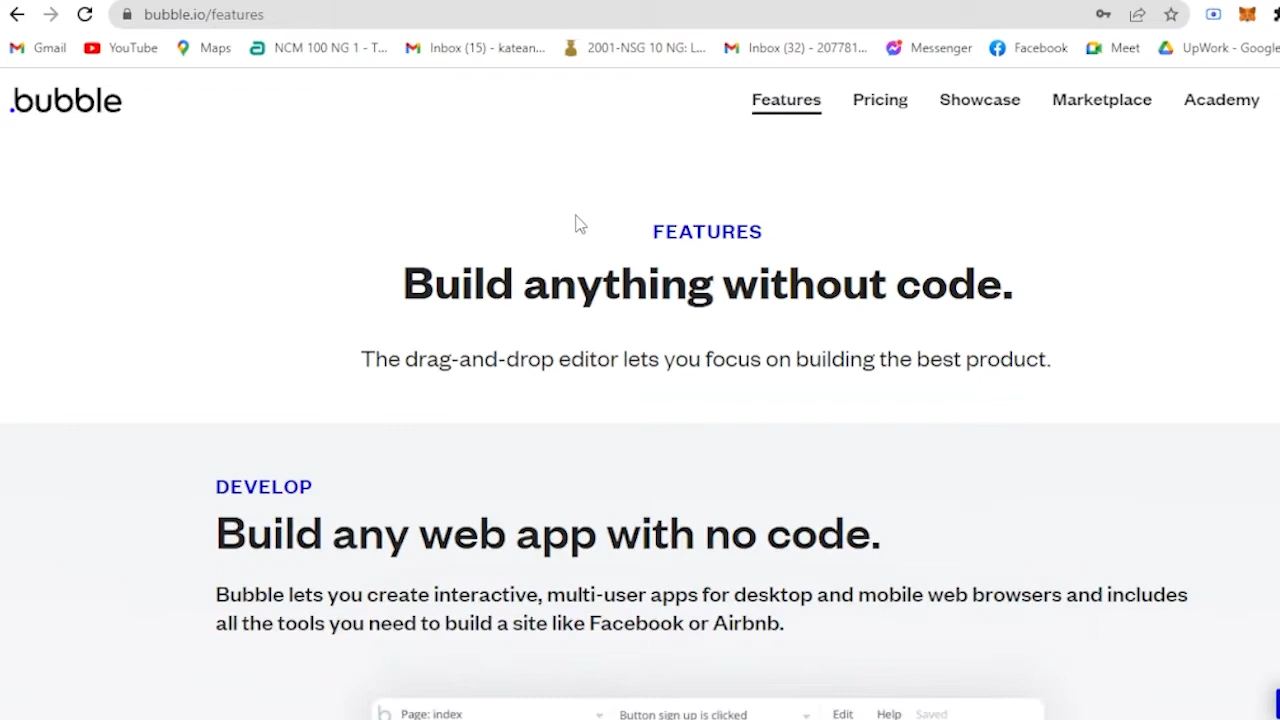 bubble.io/features
Gmail YouTube Maps NCM 100 NG 1 - T... Inbox (15) - katean... 2001-NSG 10 NG: L... Inbox (32) - 207781... Messenger Facebook Meet UpWork - Google
.bubble Features Pricing Showcase Marketplace Academy
FEATURES
Build anything without code.
The drag-and-drop editor lets you focus on building the best product.
DEVELOP
Build any web app with no code.
Bubble lets you create interactive, multi-user apps for desktop and mobile web browsers and includes
all the tools you need to build a site like Facebook or Airbnb.
b Page: index Button sign up is clicked Edit Help Saved